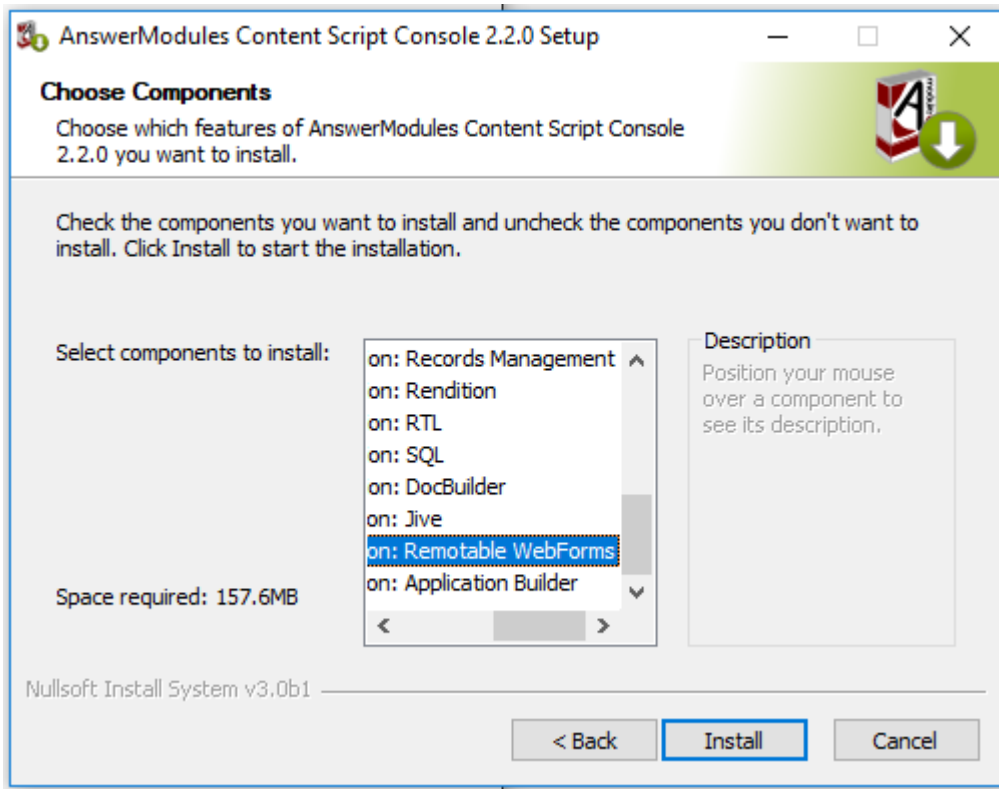 AnswerModules Content Script Console 2.2.0 Setup
Choose Components
Choose which features of AnswerModules Content Script Console
2.2.0 you want to install.
Check the components you want to install and uncheck the components you don't want to
install. Click Install to start the installation.
Select components to install:
on: Records Management
on: Rendition
on: RTL
on: SQL
on: DocBuilder
on: Jive
on: Remotable WebForms
on: Application Builder
Description
Position your mouse
over a component to
see its description.
Space required: 157.6MB
Nullsoft Install System v3.0b1
< Back
Install
Cancel